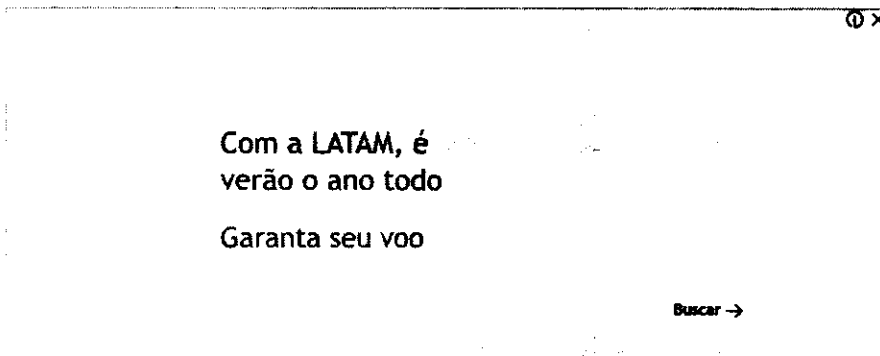 Com a LATAM, é
verão o ano todo
Garanta seu voo
Buscar →